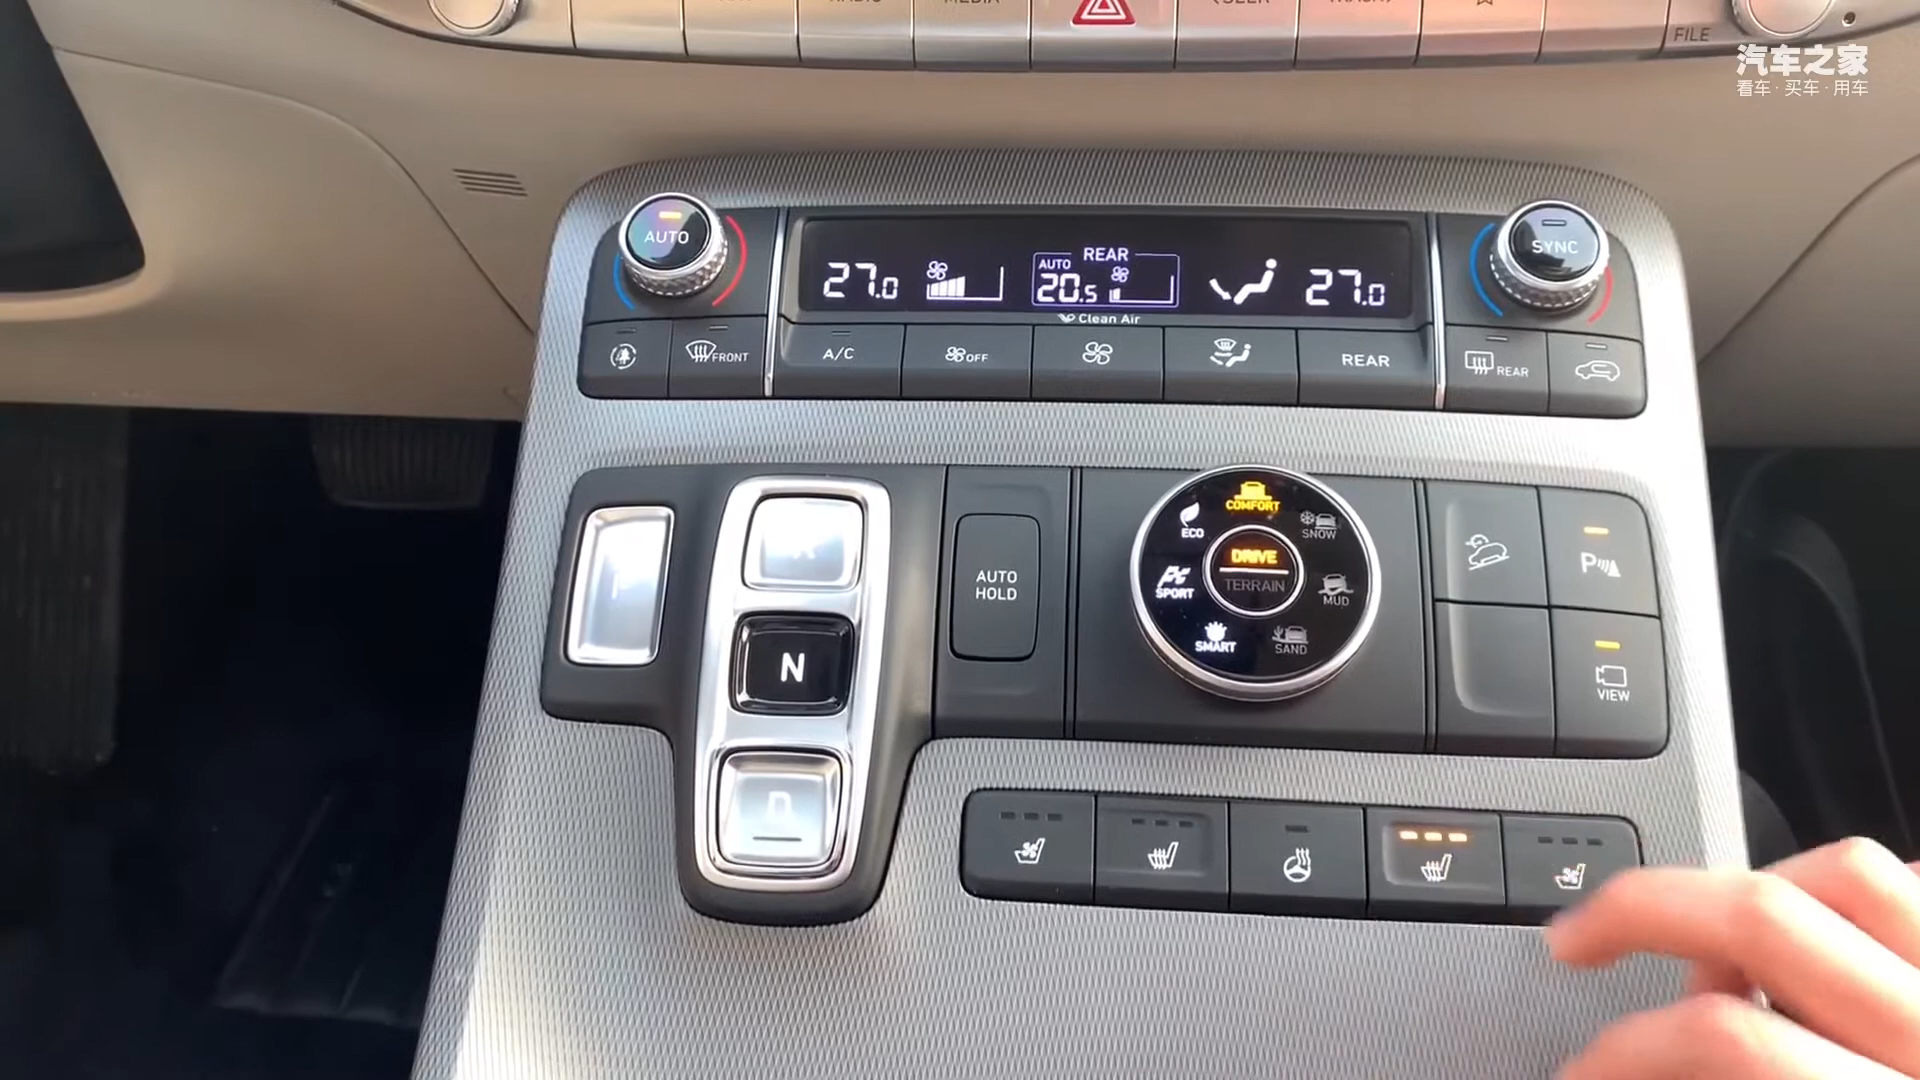 RADIO
MEDIA
FILE
汽车之家
看车·买车·用车
AUTO
SYNC
REAR
AUTO
27.0
20.5
27.0
Clean Air
FRONT
A/C
OFF
REAR
REAR
COMFORT
ECO
SNOW
DRIVE
TERRAIN
SPORT
MUD
SMART
SAND
AUTO
HOLD
P
VIEW
P
R
N
D